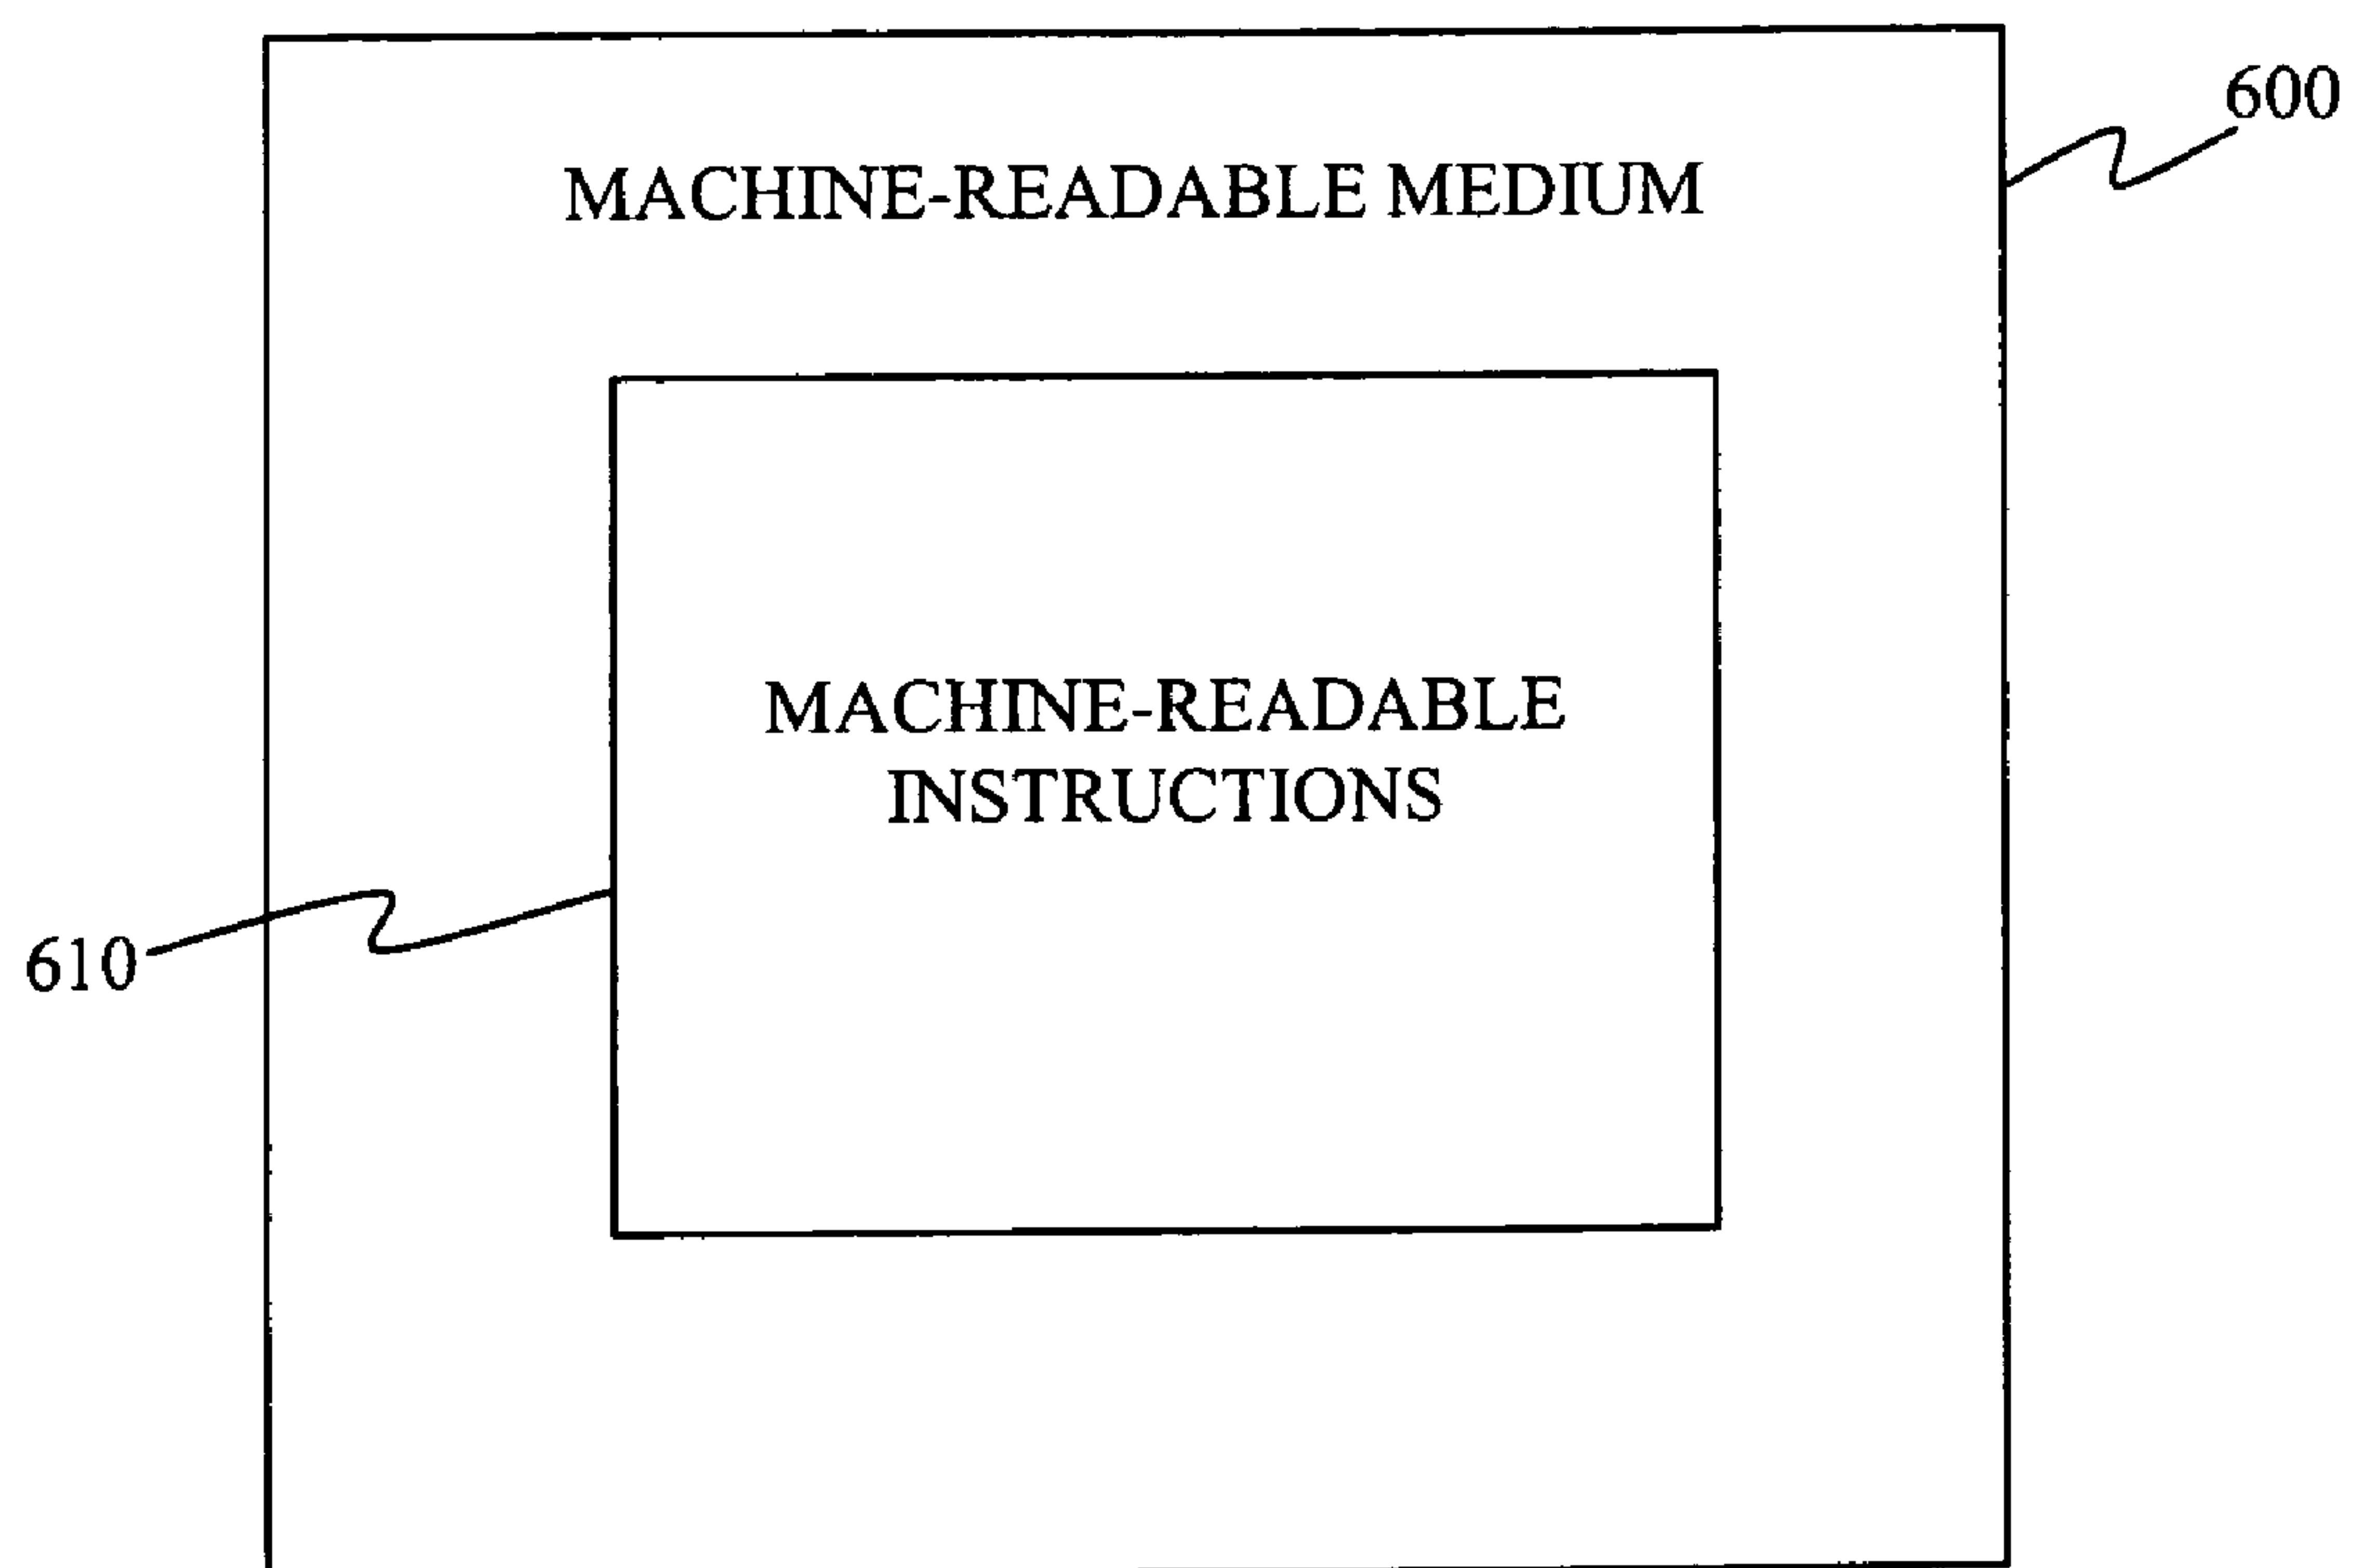 600
MACHINE-READABLE MEDIUM
MACHINE-READABLE
INSTRUCTIONS
610